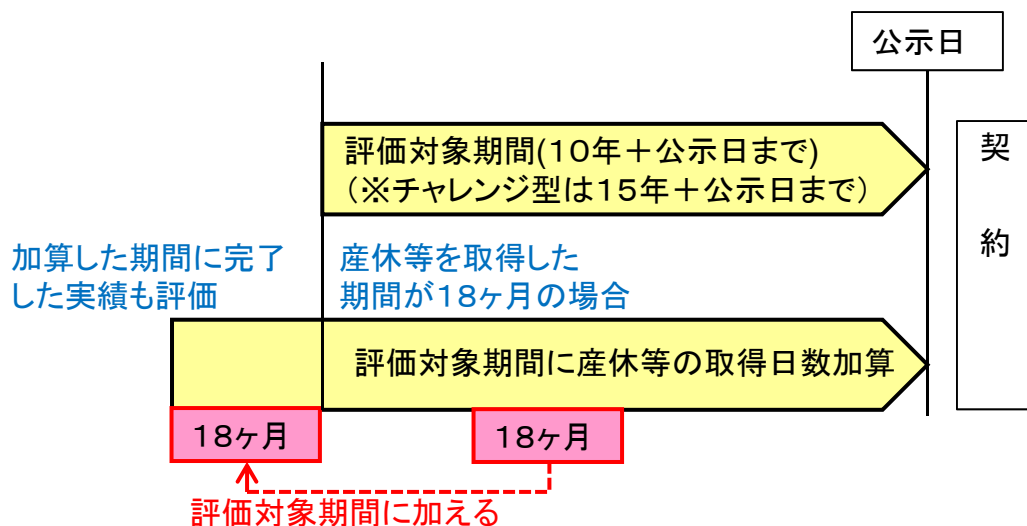 公示日
評価対象期間(10年＋公示日まで)
（※チャレンジ型は15年＋公示日まで）
契
約
加算した期間に完了
した実績も評価
産休等を取得した
期間が18ヶ月の場合
評価対象期間に産休等の取得日数加算
18ヶ月
18ヶ月
評価対象期間に加える